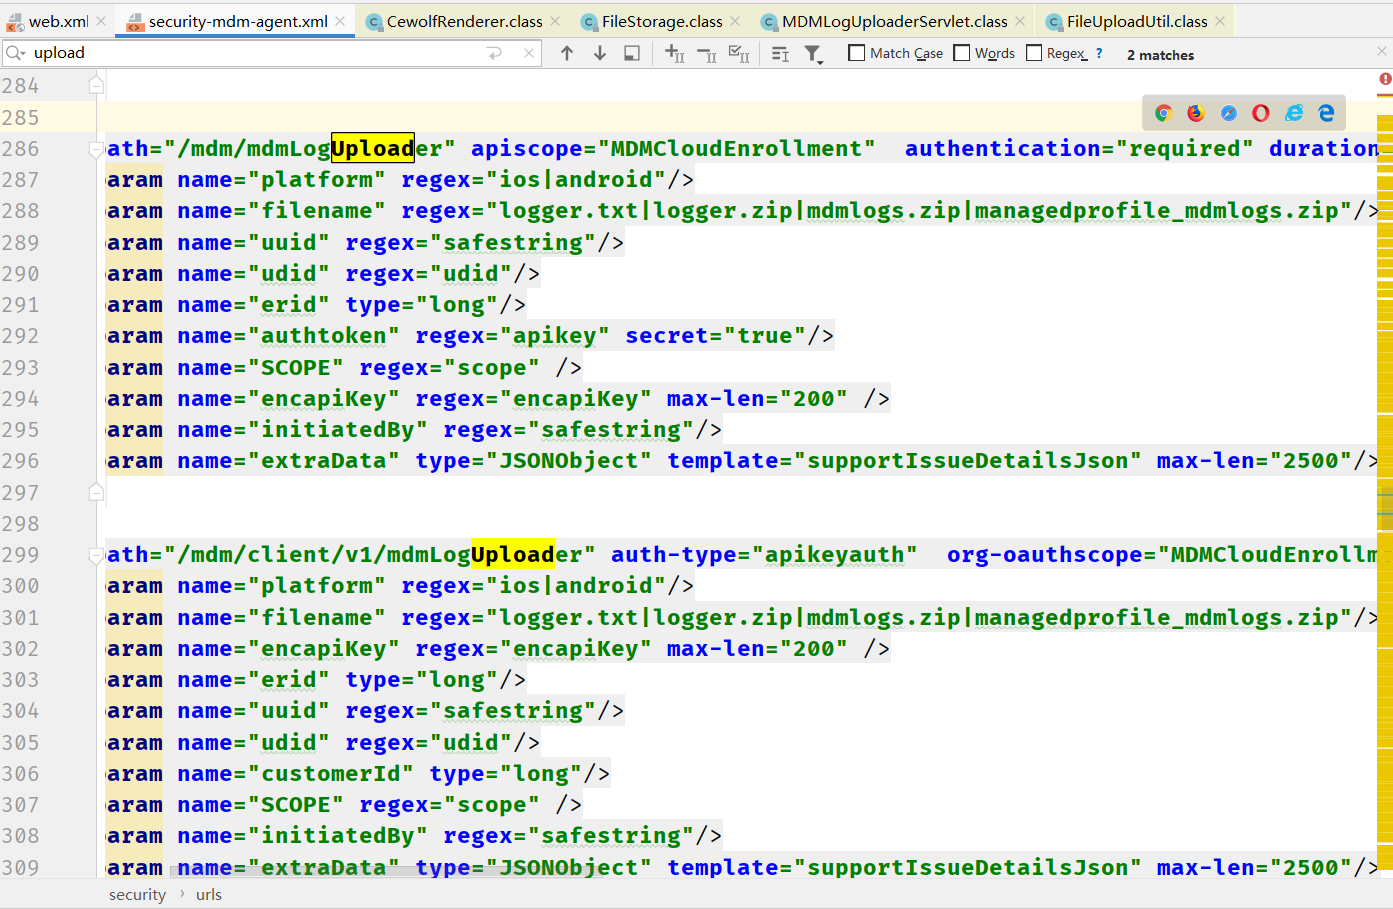 web.xml security-mdm-agent.xml CewolfRenderer.class FileStorage.class MDMLogUploaderServlet.class FileUploadUtil.class
upload Match Case Words Regex ? 2 matches
284
285
286 ath="/mdm/mdmLogUploader" apiscope="MDMCloudEnrollment" authentication="required" duration
287 aram name="platform" regex="ios|android"/>
288 aram name="filename" regex="logger.txt|logger.zip|mdmlogs.zip|managedprofile_mdmlogs.zip"/>
289 aram name="uuid" regex="safestring"/>
290 aram name="udid" regex="udid"/>
291 aram name="erid" type="long"/>
292 aram name="authtoken" regex="apikey" secret="true"/>
293 aram name="SCOPE" regex="scope" />
294 aram name="encapiKey" regex="encapiKey" max-len="200" />
295 aram name="initiatedBy" regex="safestring"/>
296 aram name="extraData" type="JSONObject" template="supportIssueDetailsJson" max-len="2500"/>
297
298
299 ath="/mdm/client/v1/mdmLogUploader" auth-type="apikeyauth" org-oauthscope="MDMCloudEnrollm
300 aram name="platform" regex="ios|android"/>
301 aram name="filename" regex="logger.txt|logger.zip|mdmlogs.zip|managedprofile_mdmlogs.zip"/>
302 aram name="encapiKey" regex="encapiKey" max-len="200" />
303 aram name="erid" type="long"/>
304 aram name="uuid" regex="safestring"/>
305 aram name="udid" regex="udid"/>
306 aram name="customerId" type="long"/>
307 aram name="SCOPE" regex="scope" />
308 aram name="initiatedBy" regex="safestring"/>
309 aram name="extraData" type="JSONObject" template="supportIssueDetailsJson" max-len="2500"/>
security › urls